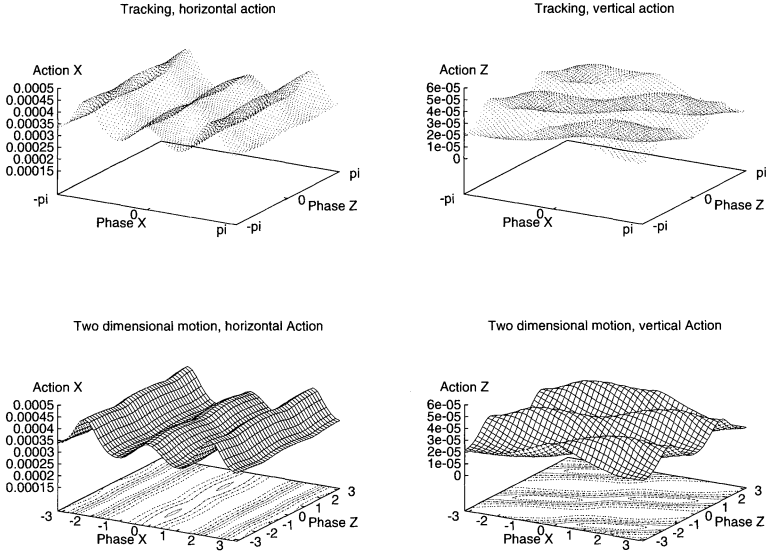 Tracking, horizontal action
Action X
0.0005
0.00045
0.0004
0.00035
0.0003
0.00025
0.0002
0.00015
-pi
0
Phase X
pi
-pi
0
Phase Z
pi
Tracking, vertical action
Action Z
6e-05
5e-05
4e-05
3e-05
2e-05
1e-05
0
-pi
0
Phase X
pi
-pi
0
Phase Z
pi
Two dimensional motion, horizontal Action
Action X
0.0005
0.00045
0.0004
0.00035
0.0003
0.00025
0.0002
0.00015
-3
-2
-1
0
1
2
3
Phase X
-3
-2
-1
0
1
2
3
Phase Z
Two dimensional motion, vertical Action
Action Z
6e-05
5e-05
4e-05
3e-05
2e-05
1e-05
0
-3
-2
-1
0
1
2
3
Phase X
-3
-2
-1
0
1
2
3
Phase Z